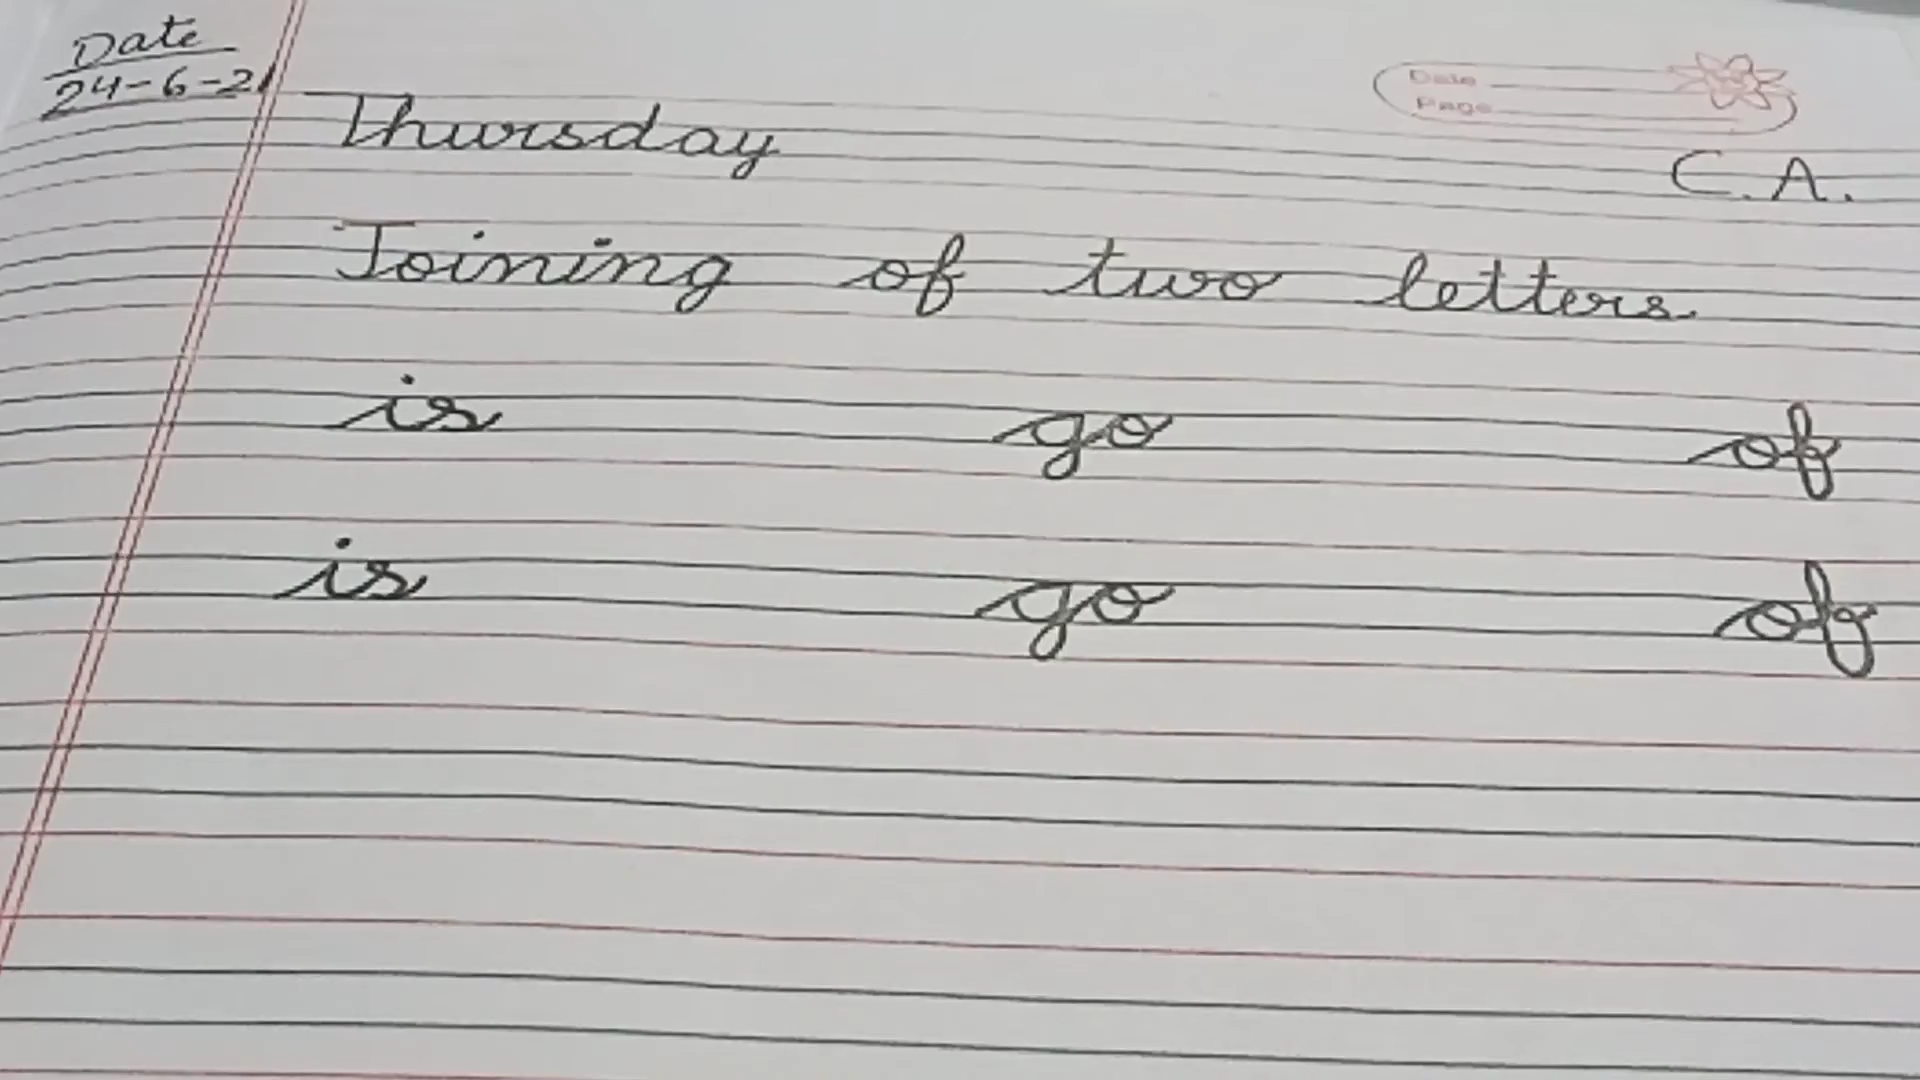 Date
24-6-21
Date
Page
Thursday
C.A.
Joining of two letters
is go of
is go of